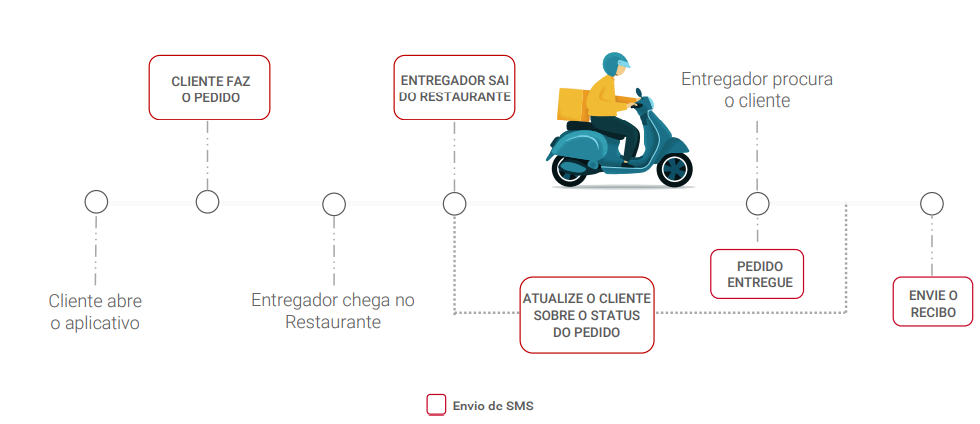 CLIENTE FAZ
O PEDIDO
ENTREGADOR SAI
DO RESTAURANTE
Entregador procura
o cliente
Cliente abre
o aplicativo
Entregador chega no
Restaurante
ATUALIZE O CLIENTE
SOBRE O STATUS
DO PEDIDO
PEDIDO
ENTREGUE
ENVIE O
RECIBO
Envio de SMS